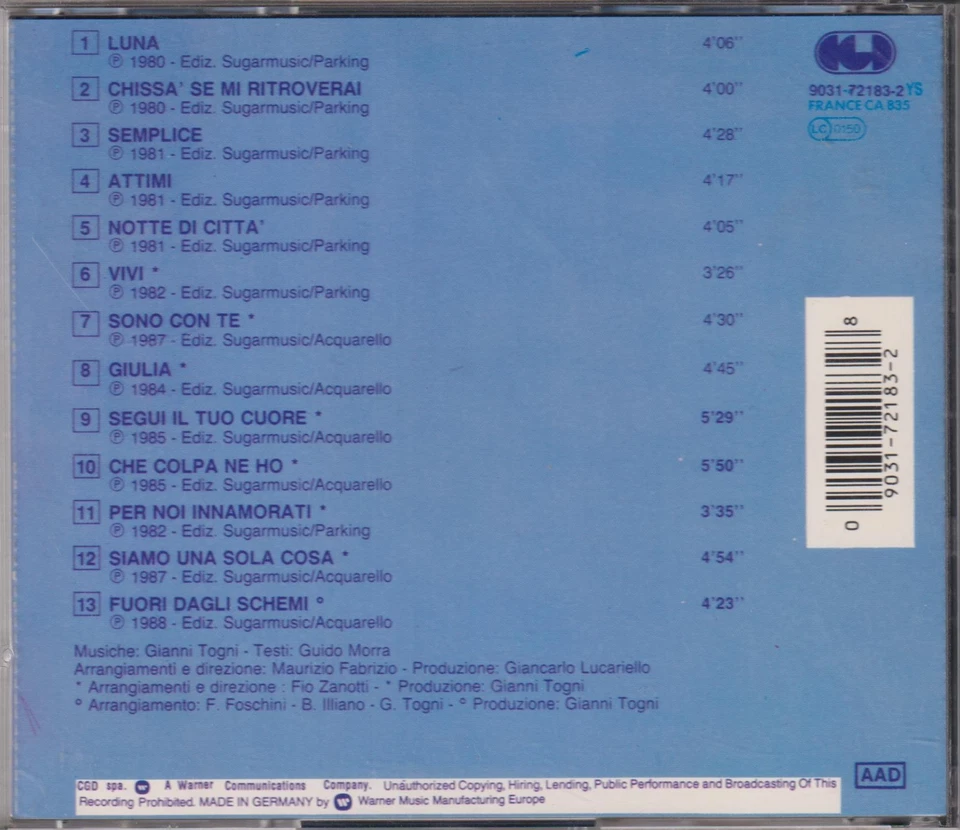 1 LUNA 4'06''
℗ 1980 - Ediz. Sugarmusic/Parking
2 CHISSA' SE MI RITROVERAI 4'00''
℗ 1980 - Ediz. Sugarmusic/Parking
3 SEMPLICE 4'28''
℗ 1981 - Ediz. Sugarmusic/Parking
4 ATTIMI 4'17''
℗ 1981 - Ediz. Sugarmusic/Parking
5 NOTTE DI CITTA' 4'05''
℗ 1981 - Ediz. Sugarmusic/Parking
6 VIVI * 3'26''
℗ 1982 - Ediz. Sugarmusic/Parking
7 SONO CON TE * 4'30''
℗ 1987 - Ediz. Sugarmusic/Acquarello
8 GIULIA * 4'45''
℗ 1984 - Ediz. Sugarmusic/Acquarello
9 SEGUI IL TUO CUORE * 5'29''
℗ 1985 - Ediz. Sugarmusic/Acquarello
10 CHE COLPA NE HO * 5'50''
℗ 1985 - Ediz. Sugarmusic/Acquarello
11 PER NOI INNAMORATI * 3'35''
℗ 1982 - Ediz. Sugarmusic/Parking
12 SIAMO UNA SOLA COSA * 4'54''
℗ 1987 - Ediz. Sugarmusic/Acquarello
13 FUORI DAGLI SCHEMI ° 4'23''
℗ 1988 - Ediz. Sugarmusic/Acquarello
Musiche: Gianni Togni - Testi: Guido Morra
Arrangiamenti e direzione: Maurizio Fabrizio - Produzione: Giancarlo Lucariello
* Arrangiamenti e direzione : Fio Zanotti - * Produzione: Gianni Togni
° Arrangiamento: F. Foschini - B. Illiano - G. Togni - ° Produzione: Gianni Togni
CGD
9031-72183-2 YS
FRANCE CA 835
LC 0150
8
9031-72183-2
0
AAD
CGD spa. A Warner Communications Company. Unauthorized Copying, Hiring, Lending, Public Performance and Broadcasting Of This
Recording Prohibited. MADE IN GERMANY by Warner Music Manufacturing Europe